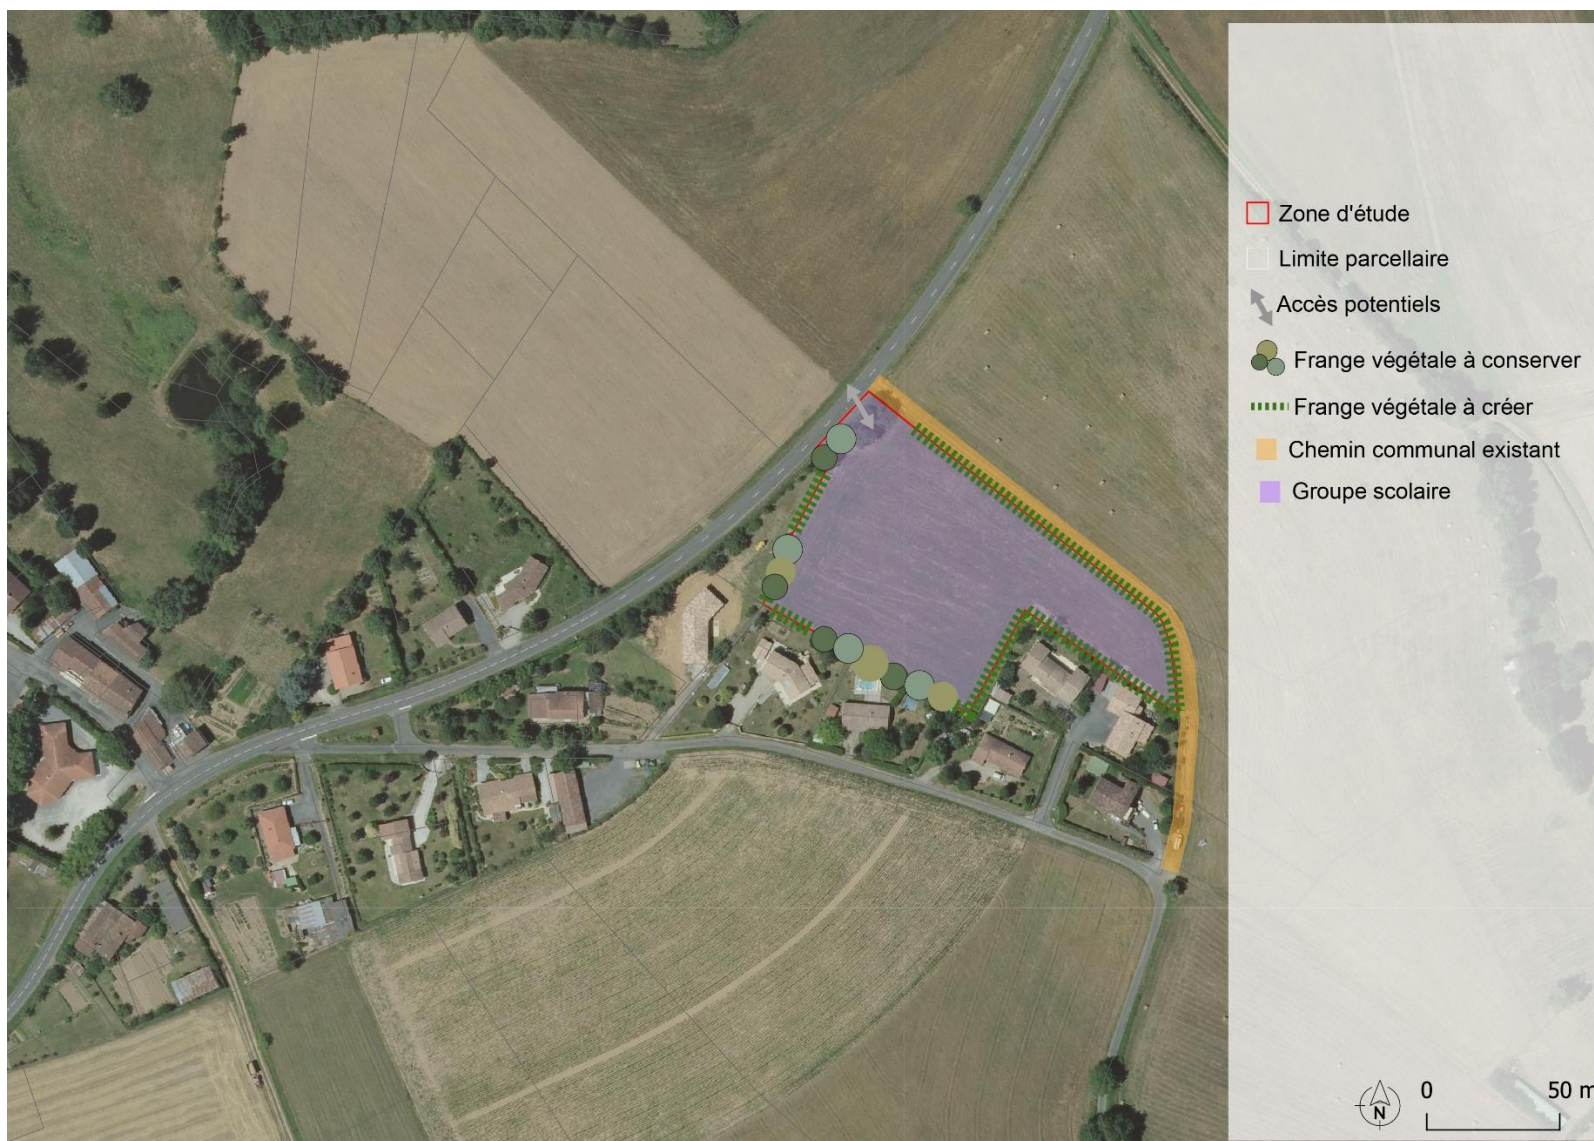 Zone d'étude
Limite parcellaire
Accès potentiels
Frange végétale à conserver
Frange végétale à créer
Chemin communal existant
Groupe scolaire
0 50 m
N